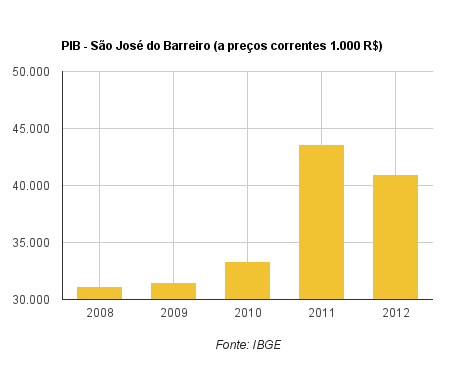 PIB - São José do Barreiro (a preços correntes 1.000 R$)
50.000
45.000
40.000
35.000
30.000
2008 2009 2010 2011 2012
Fonte: IBGE